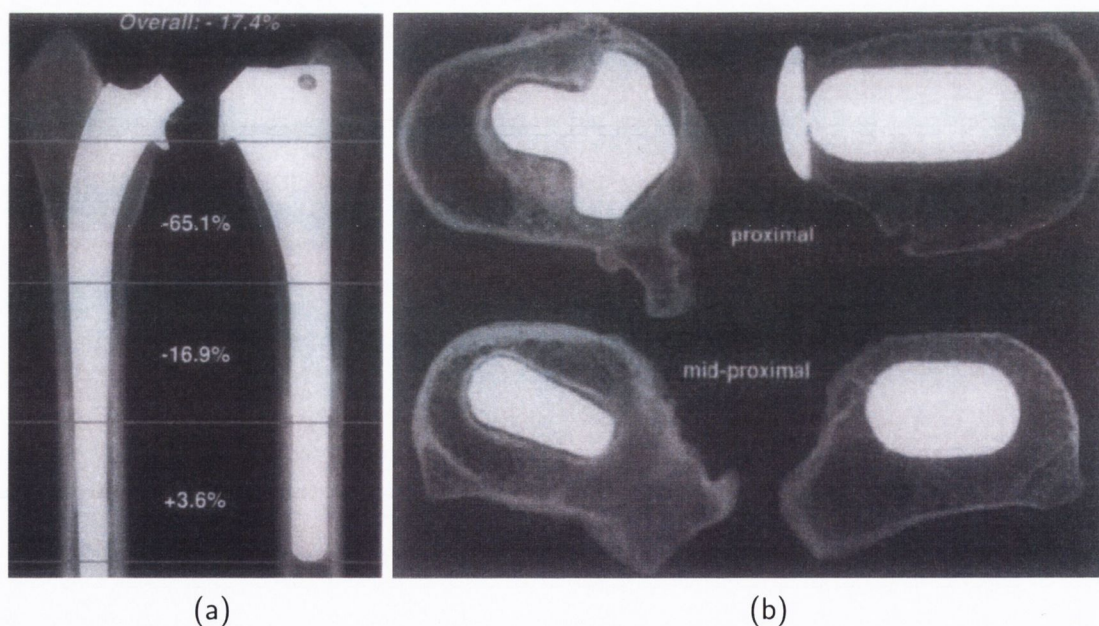 Overall: - 17.4%
-65.1%
-16.9%
+3.6%
proximal
mid-proximal
(a)
(b)